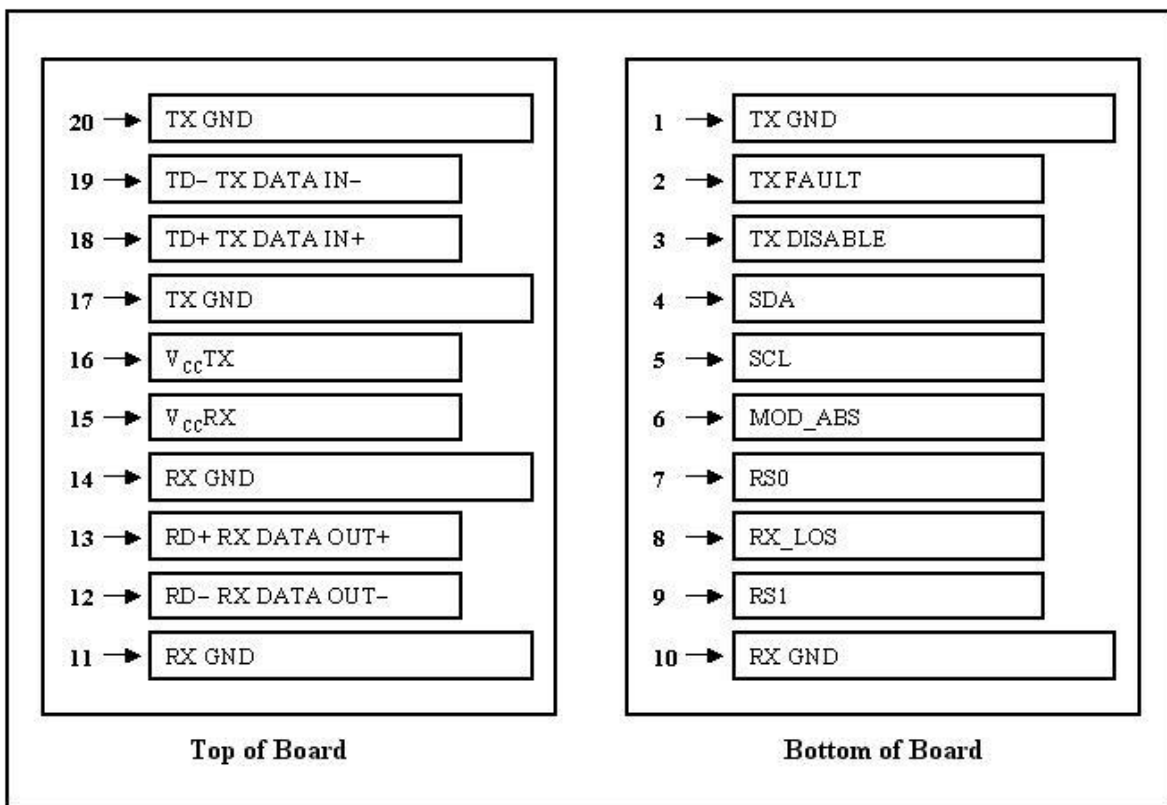 20 TX GND
19 TD− TX DATA IN−
18 TD+ TX DATA IN+
17 TX GND
16 VCCTX
15 VCCRX
14 RX GND
13 RD+ RX DATA OUT+
12 RD− RX DATA OUT−
11 RX GND
Top of Board
1 TX GND
2 TX FAULT
3 TX DISABLE
4 SDA
5 SCL
6 MOD_ABS
7 RS0
8 RX_LOS
9 RS1
10 RX GND
Bottom of Board